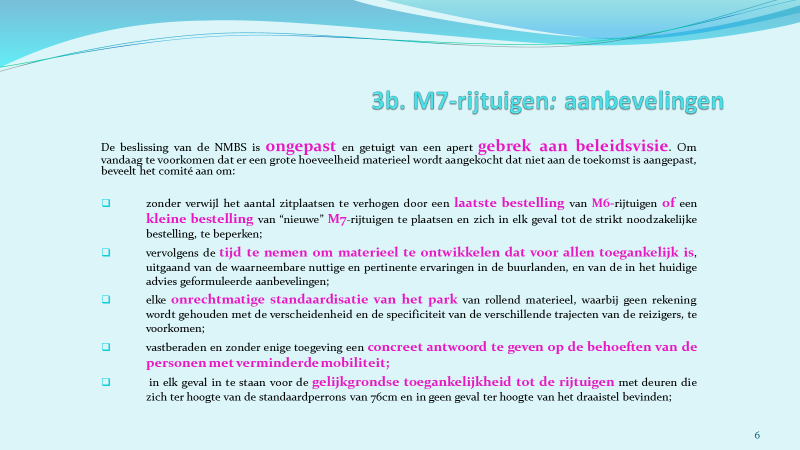 3b. M7-rijtuigen: aanbevelingen
De beslissing van de NMBS is ongepast en getuigt van een apert gebrek aan beleidsvisie. Om
vandaag te voorkomen dat er een grote hoeveelheid materieel wordt aangekocht dat niet aan de toekomst is aangepast,
beveelt het comité aan om:
❑ zonder verwijl het aantal zitplaatsen te verhogen door een laatste bestelling van M6-rijtuigen of een
kleine bestelling van “nieuwe” M7-rijtuigen te plaatsen en zich in elk geval tot de strikt noodzakelijke
bestelling, te beperken;
❑ vervolgens de tijd te nemen om materieel te ontwikkelen dat voor allen toegankelijk is,
uitgaand van de waarneembare nuttige en pertinente ervaringen in de buurlanden, en van de in het huidige
advies geformuleerde aanbevelingen;
❑ elke onrechtmatige standaardisatie van het park van rollend materieel, waarbij geen rekening
wordt gehouden met de verscheidenheid en de specificiteit van de verschillende trajecten van de reizigers, te
voorkomen;
❑ vastberaden en zonder enige toegeving een concreet antwoord te geven op de behoeften van de
personen met verminderde mobiliteit;
❑ in elk geval in te staan voor de gelijkgrondse toegankelijkheid tot de rijtuigen met deuren die
zich ter hoogte van de standaardperrons van 76cm en in geen geval ter hoogte van het draaistel bevinden;
6